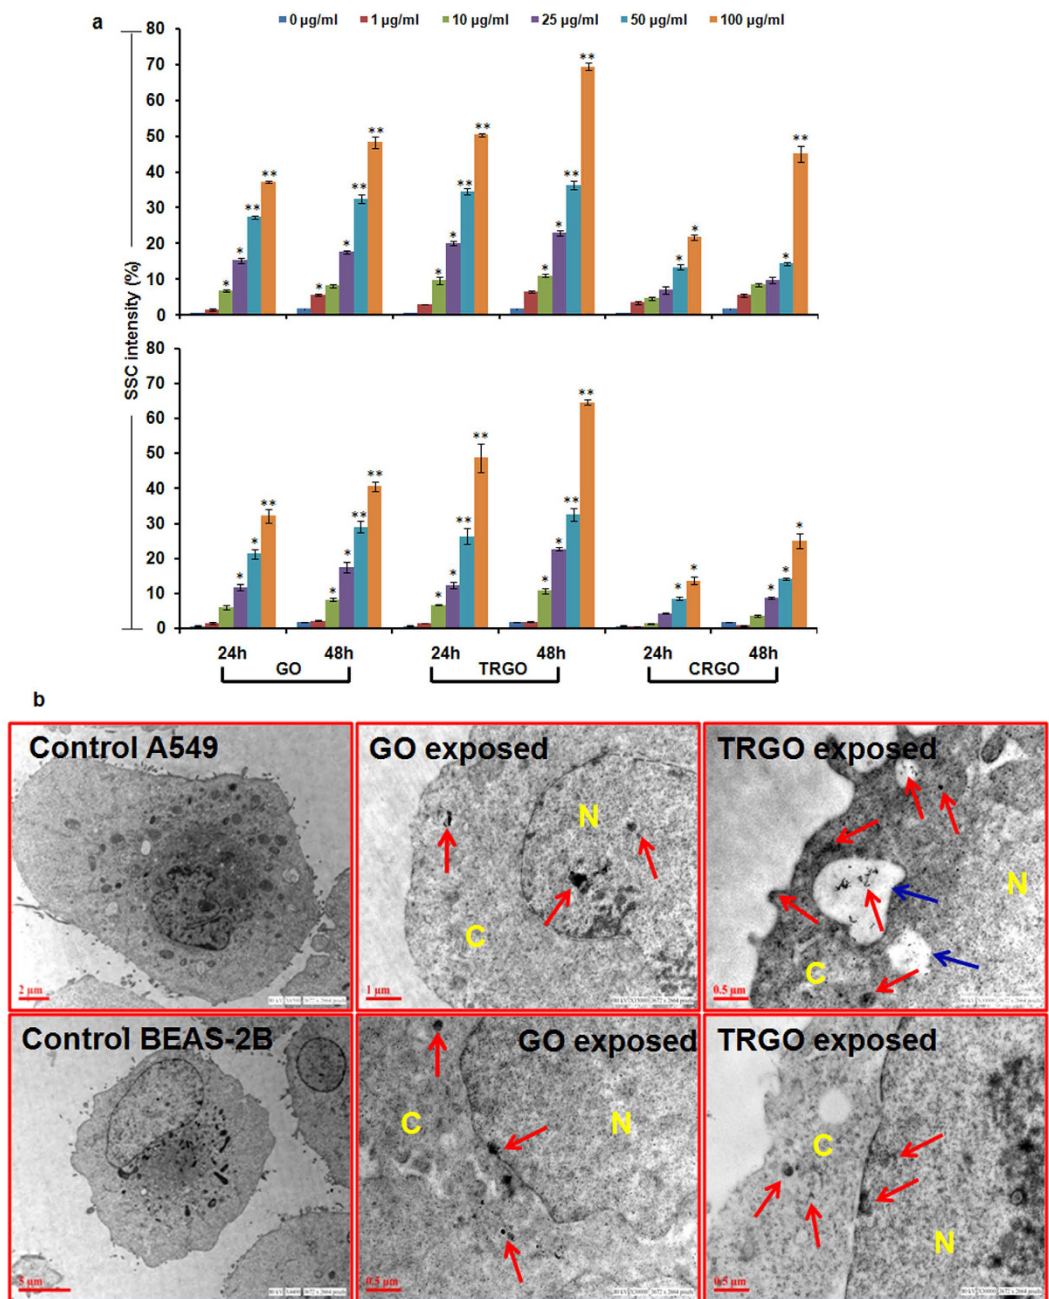 a
0 µg/ml 1 µg/ml 10 µg/ml 25 µg/ml 50 µg/ml 100 µg/ml
SSC intensity (%)
80
70
60
50
40
30
20
10
0
** ** ** ** ** ** ** ** ** ** * * * * * * * * * * * *
80
70
60
50
40
30
20
10
0
** ** ** ** ** ** ** * * * * * * * * * * * * *
24h 48h 24h 48h 24h 48h
GO TRGO CRGO
b
Control A549
2 µm
GO exposed
N
C
1 µm
TRGO exposed
N
C
0.5 µm
Control BEAS-2B
5 µm
GO exposed
C
N
0.5 µm
TRGO exposed
C
N
0.5 µm